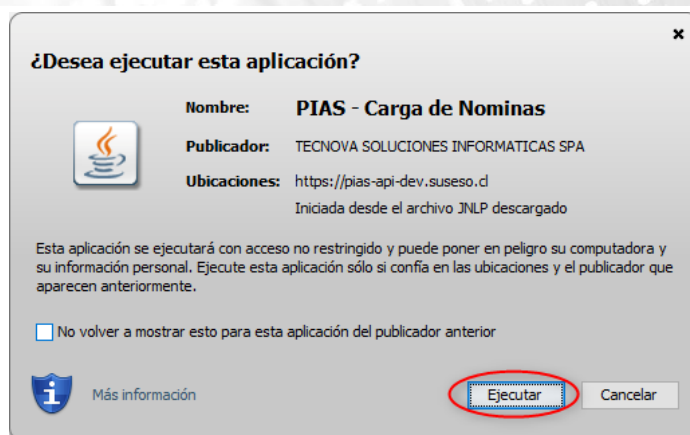 ¿Desea ejecutar esta aplicación?
Nombre: PIAS - Carga de Nominas
Publicador: TECNOVA SOLUCIONES INFORMATICAS SPA
Ubicaciones: https://pias-api-dev.suseso.cl
Iniciada desde el archivo JNLP descargado
Esta aplicación se ejecutará con acceso no restringido y puede poner en peligro su computadora y
su información personal. Ejecute esta aplicación sólo si confía en las ubicaciones y el publicador que
aparecen anteriormente.
No volver a mostrar esto para esta aplicación del publicador anterior
Más información
Ejecutar
Cancelar